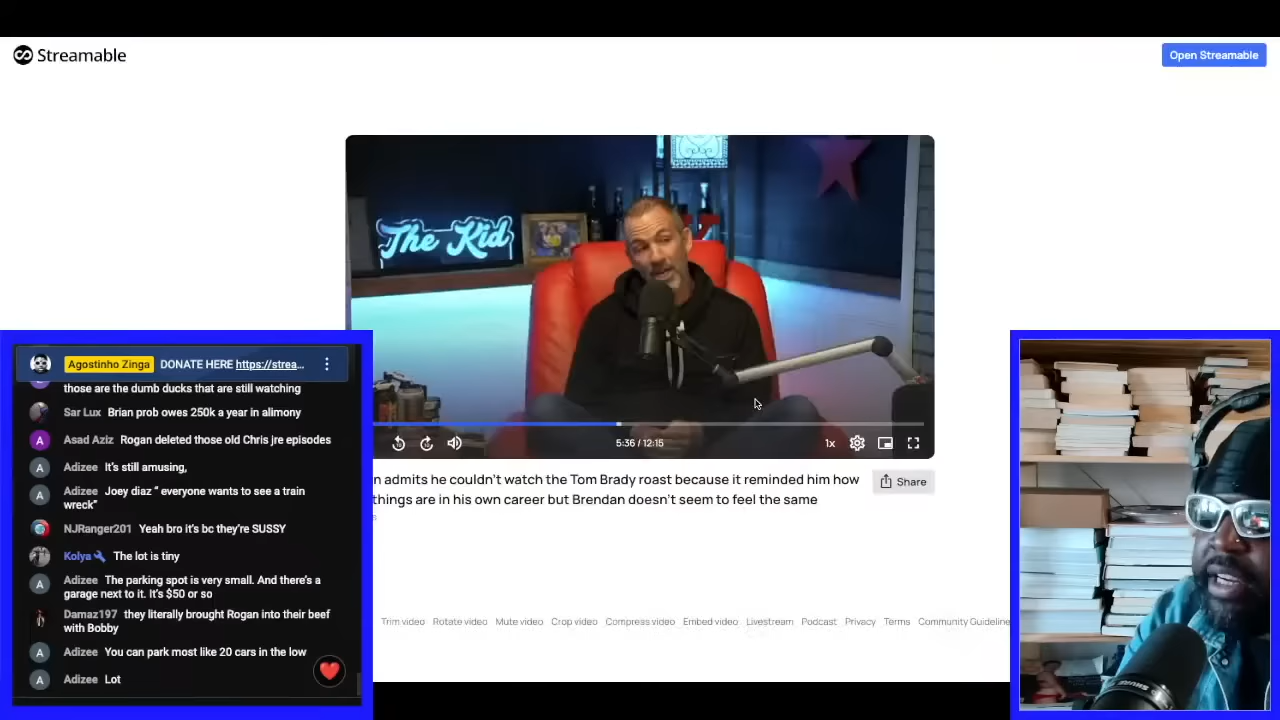 Streamable
Open Streamable
The Kid
5:36 / 12:15
1x
n admits he couldn't watch the Tom Brady roast because it reminded him how
things are in his own career but Brendan doesn't seem to feel the same
Share
Agostinho Zinga DONATE HERE https://strea...
those are the dumb ducks that are still watching
Sar Lux Brian prob owes 250k a year in alimony
A Asad Aziz Rogan deleted those old Chris jre episodes
A Adizee It's still amusing,
A Adizee Joey diaz “ everyone wants to see a train
wreck”
NJRanger201 Yeah bro it's bc they're SUSSY
Kolya The lot is tiny
A Adizee The parking spot is very small. And there's a
garage next to it. It's $50 or so
Damaz197 they literally brought Rogan into their beef
with Bobby
A Adizee You can park most like 20 cars in the low
A Adizee Lot
Trim video Rotate video Mute video Crop video Compress video Embed video Livestream Podcast Privacy Terms Community Guideline
SHURE